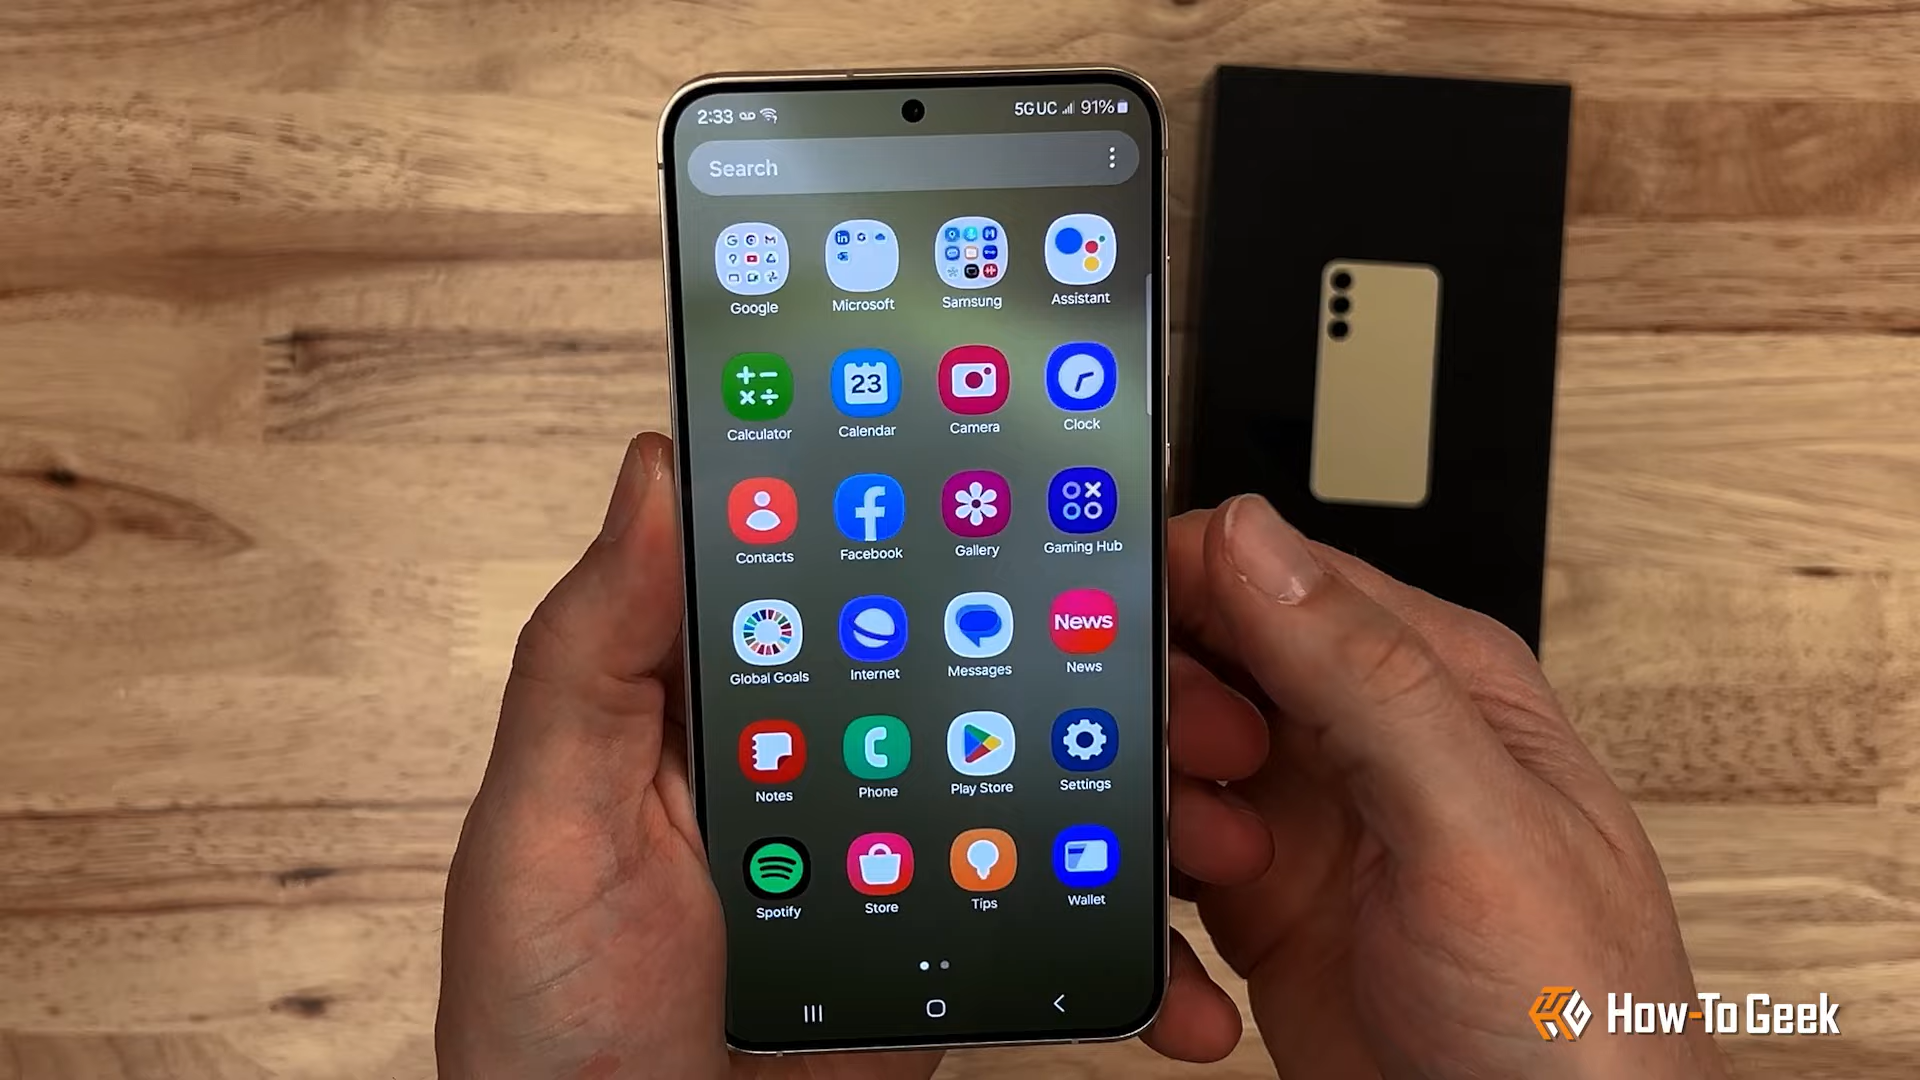 2:33 5G UC 91%
Search
Google Microsoft Samsung Assistant
23
Calculator Calendar Camera Clock
Contacts Facebook Gallery Gaming Hub
News
Global Goals Internet Messages News
Notes Phone Play Store Settings
Spotify Store Tips Wallet
How-To Geek